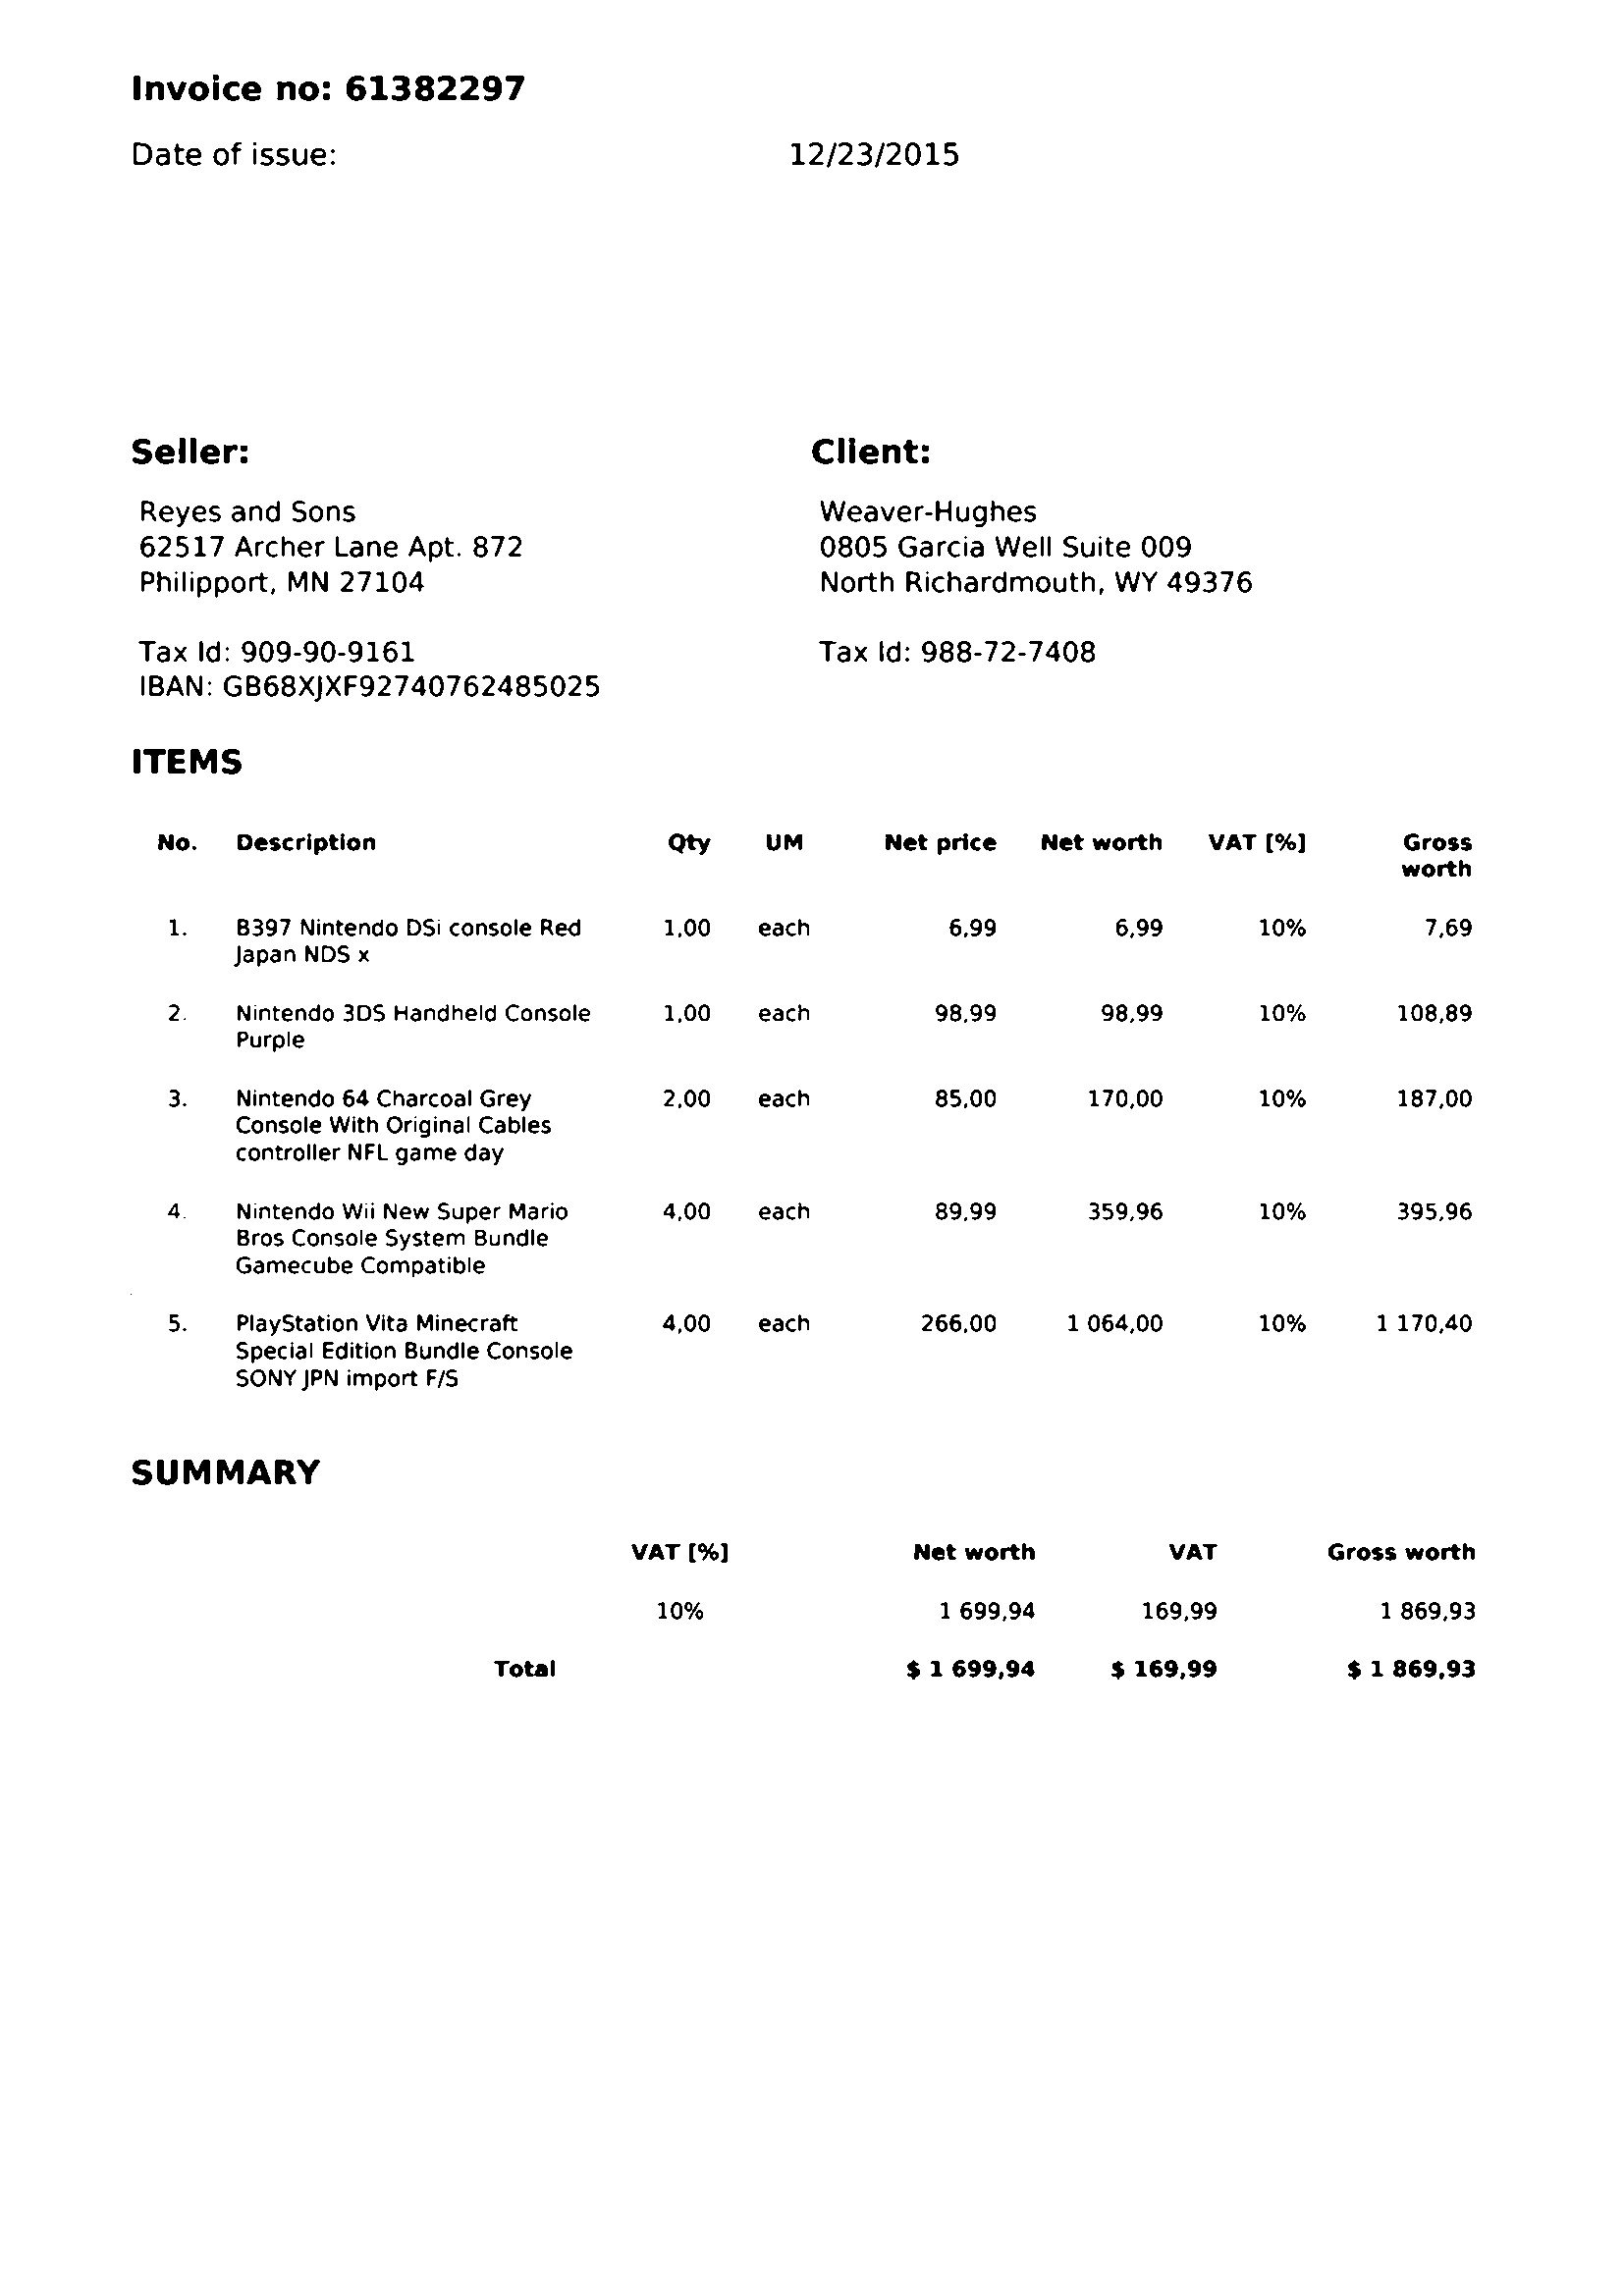 Invoice no: 61382297
Date of issue: 12/23/2015
Seller:
Reyes and Sons
62517 Archer Lane Apt. 872
Philipport, MN 27104
Tax Id: 909-90-9161
IBAN: GB68XJXF92740762485025
Client:
Weaver-Hughes
0805 Garcia Well Suite 009
North Richardmouth, WY 49376
Tax Id: 988-72-7408
ITEMS
No. Description Qty UM Net price Net worth VAT [%] Gross
worth
1. B397 Nintendo DSi console Red 1,00 each 6,99 6,99 10% 7,69
Japan NDS x
2. Nintendo 3DS Handheld Console 1,00 each 98,99 98,99 10% 108,89
Purple
3. Nintendo 64 Charcoal Grey 2,00 each 85,00 170,00 10% 187,00
Console With Original Cables
controller NFL game day
4. Nintendo Wii New Super Mario 4,00 each 89,99 359,96 10% 395,96
Bros Console System Bundle
Gamecube Compatible
5. PlayStation Vita Minecraft 4,00 each 266,00 1 064,00 10% 1 170,40
Special Edition Bundle Console
SONY JPN import F/S
SUMMARY
VAT [%] Net worth VAT Gross worth
10% 1 699,94 169,99 1 869,93
Total $ 1 699,94 $ 169,99 $ 1 869,93